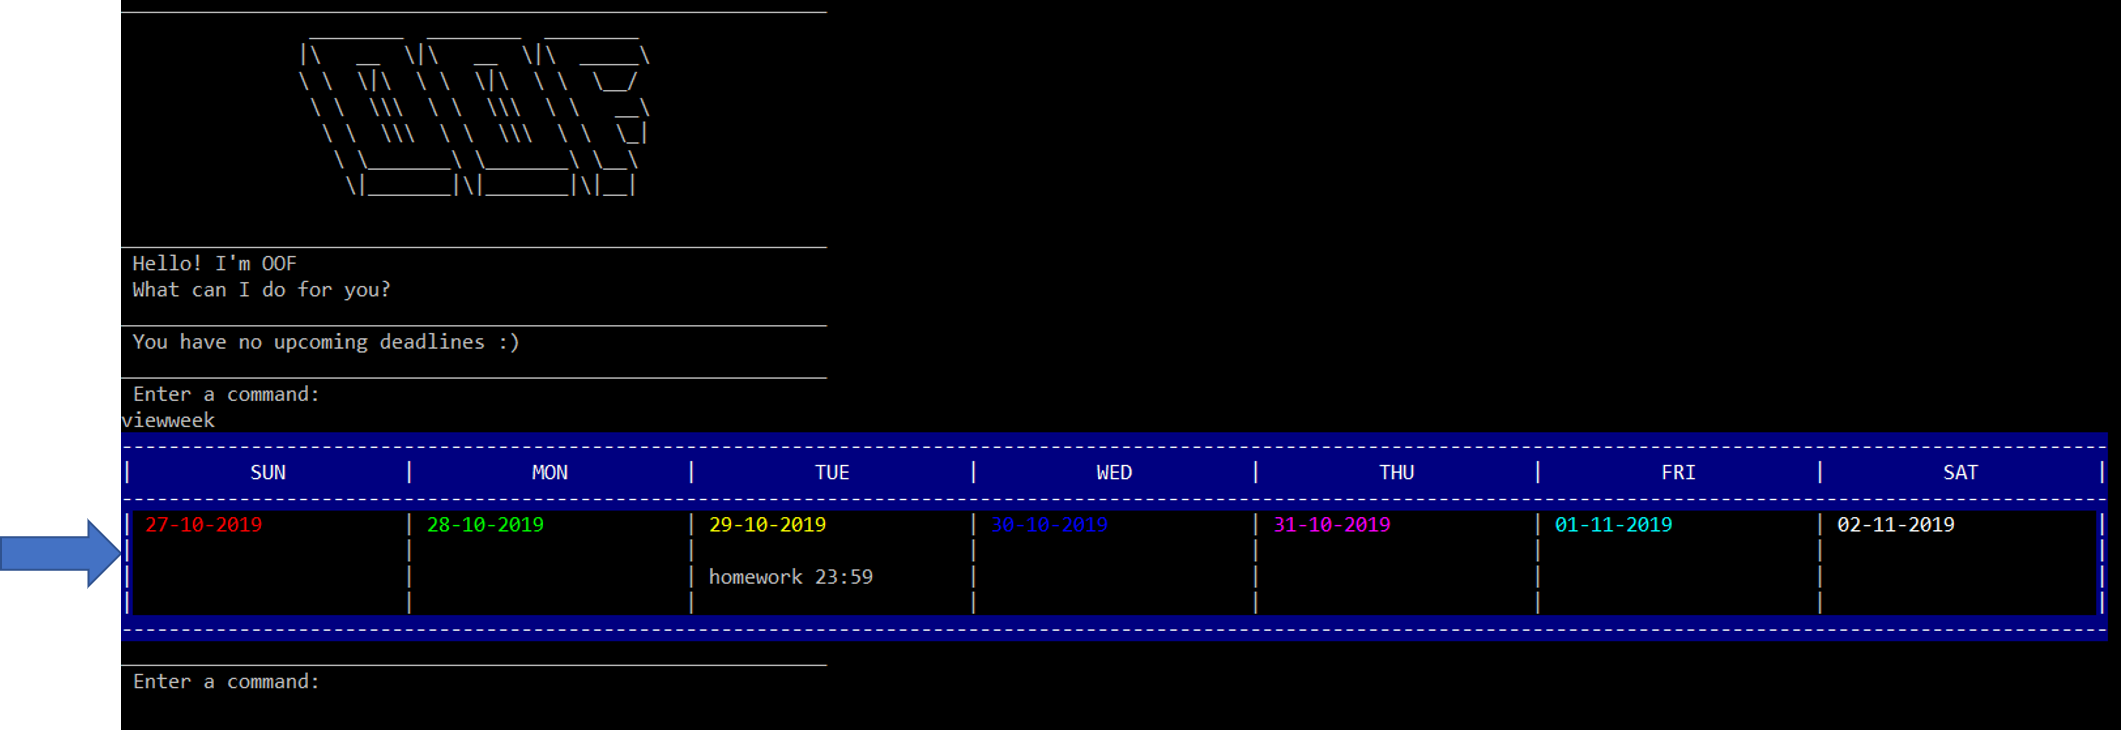 Hello! I'm OOF
What can I do for you?
You have no upcoming deadlines :)
Enter a command:
viewweek
SUN MON TUE WED THU FRI SAT
27-10-2019 28-10-2019 29-10-2019 30-10-2019 31-10-2019 01-11-2019 02-11-2019
homework 23:59
Enter a command: